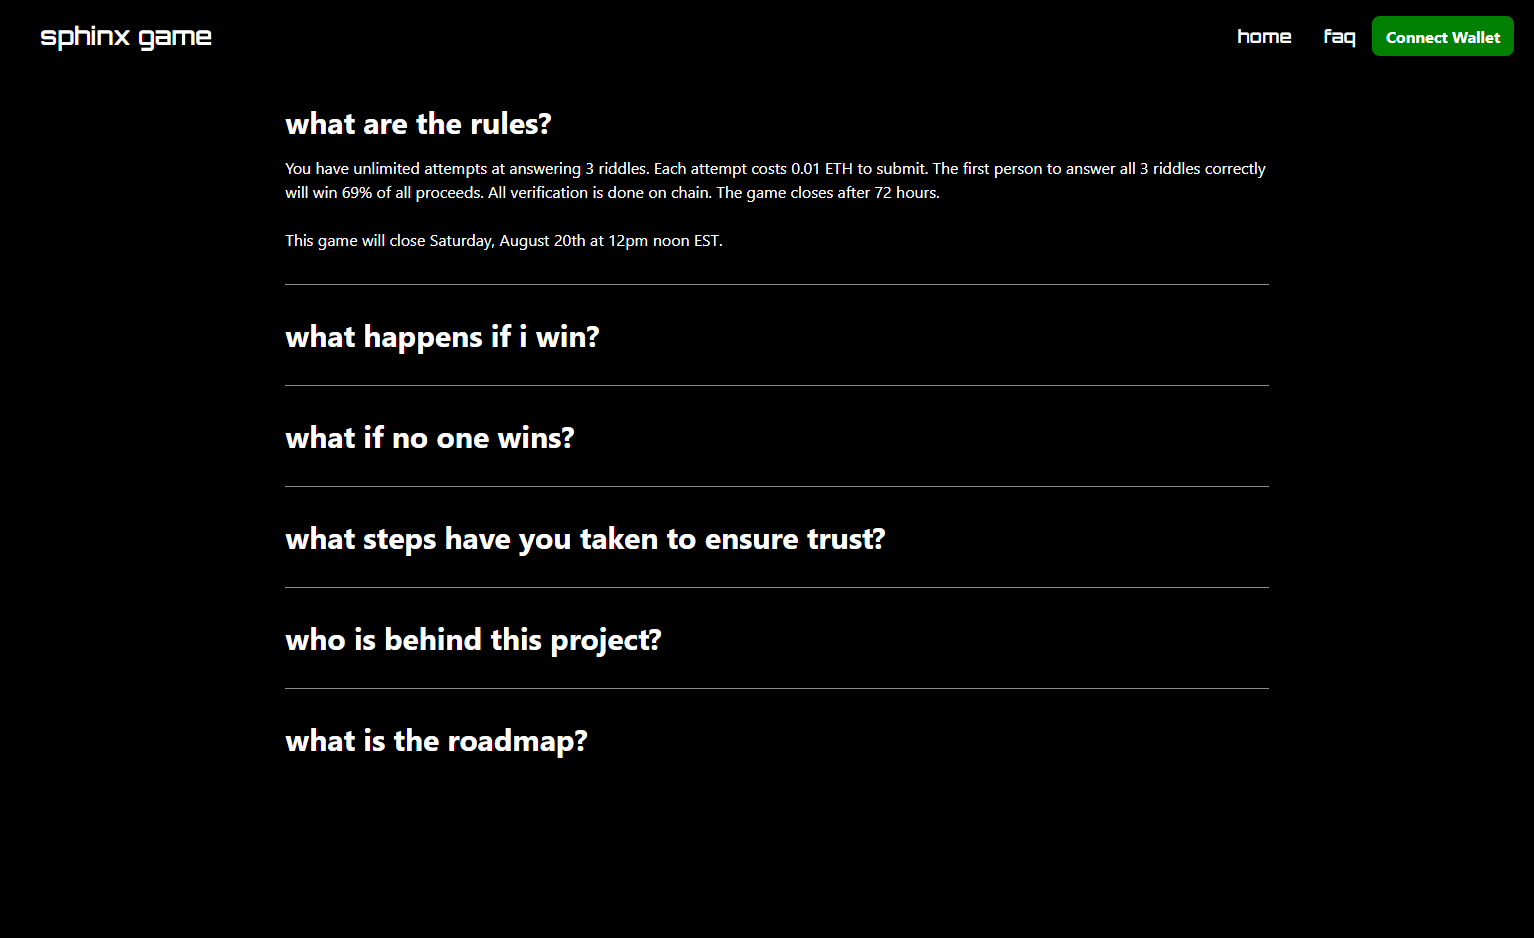 sphinx game
home
faq
Connect Wallet
what are the rules?
You have unlimited attempts at answering 3 riddles. Each attempt costs 0.01 ETH to submit. The first person to answer all 3 riddles correctly
will win 69% of all proceeds. All verification is done on chain. The game closes after 72 hours.
This game will close Saturday, August 20th at 12pm noon EST.
what happens if i win?
what if no one wins?
what steps have you taken to ensure trust?
who is behind this project?
what is the roadmap?